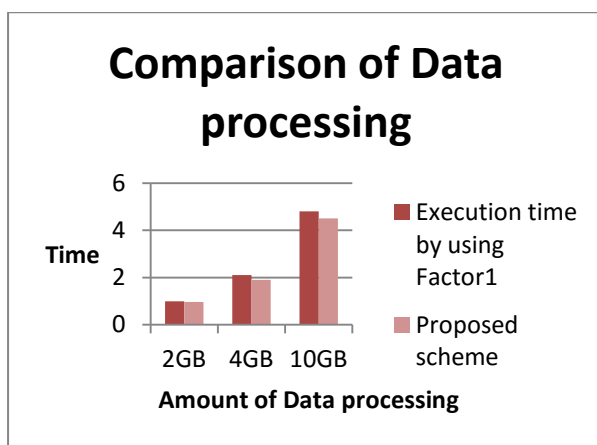 Comparison of Data
processing
6
4
2
0
Time
2GB 4GB 10GB
Amount of Data processing
Execution time
by using
Factor1
Proposed
scheme